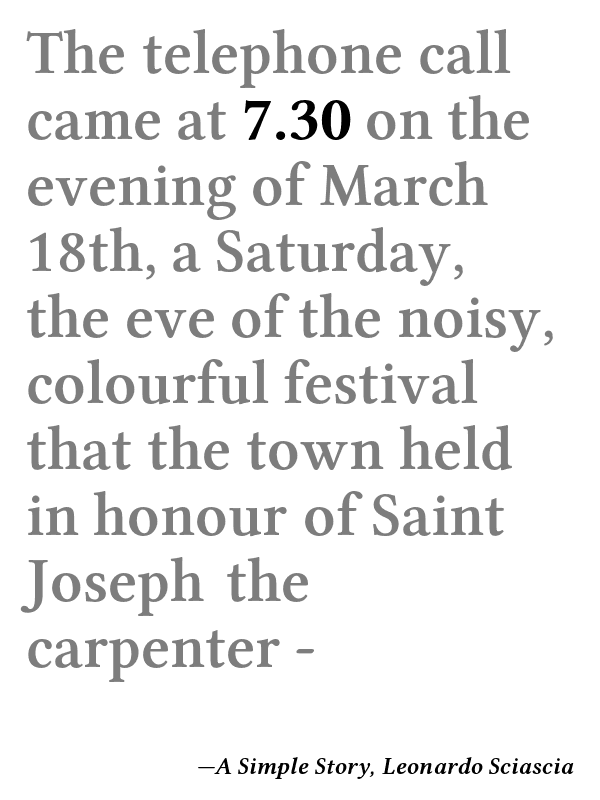 The telephone call
came at 7.30 on the
evening of March
18th, a Saturday,
the eve of the noisy,
colourful festival
that the town held
in honour of Saint
Joseph the
carpenter -
—A Simple Story, Leonardo Sciascia